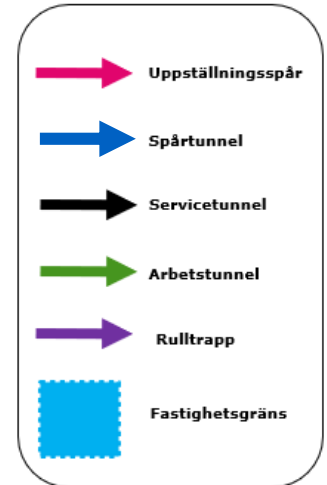 Uppställningsspår
Spårtunnel
Servicetunnel
Arbetstunnel
Rulltrapp
Fastighetsgräns